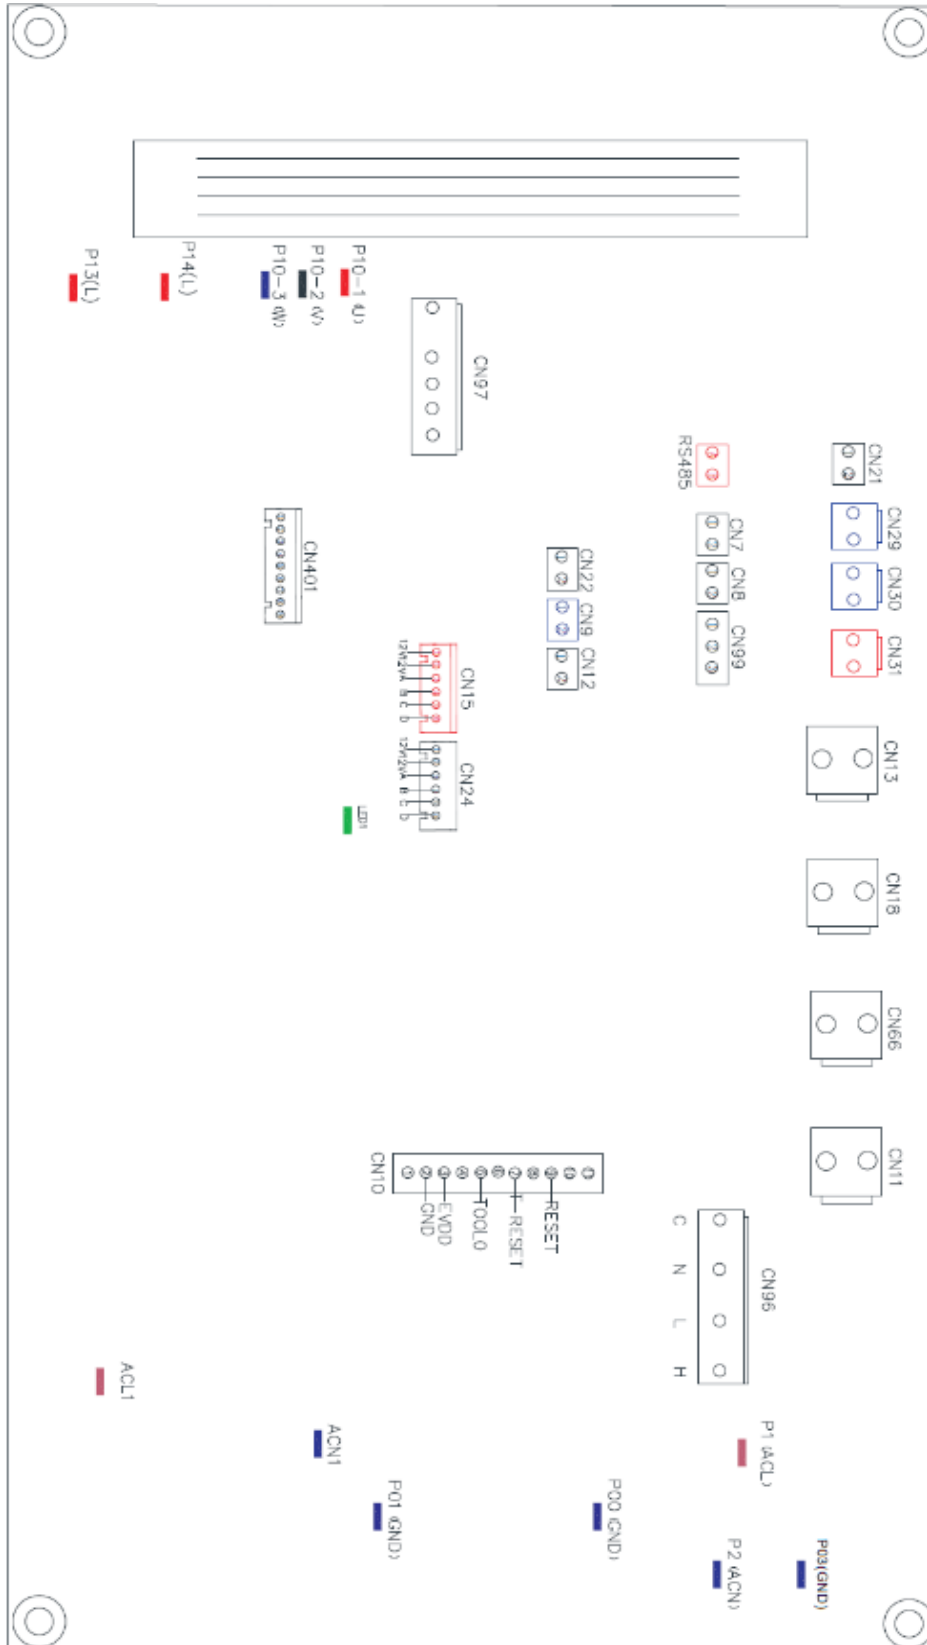 P13(L)
P14(L)
P10-3 (W)
P10-2 (V)
P10-1 (U)
CN97
RS485
CN21
CN7
CN29
CN401
CN22
CN8
CN30
CN9
CN99
CN31
CN12
12V12VA B C D
CN15
CN13
12V12VA B C D
CN24
LED1
CN18
CN66
CN10
CN11
GND
EVDD
TOOL0
T-RESET
RESET
C
N
L
H
CN96
ACL1
ACN1
P1 (ACL)
P01 (GND)
P00 (GND)
P2 (ACN)
P03(GND)